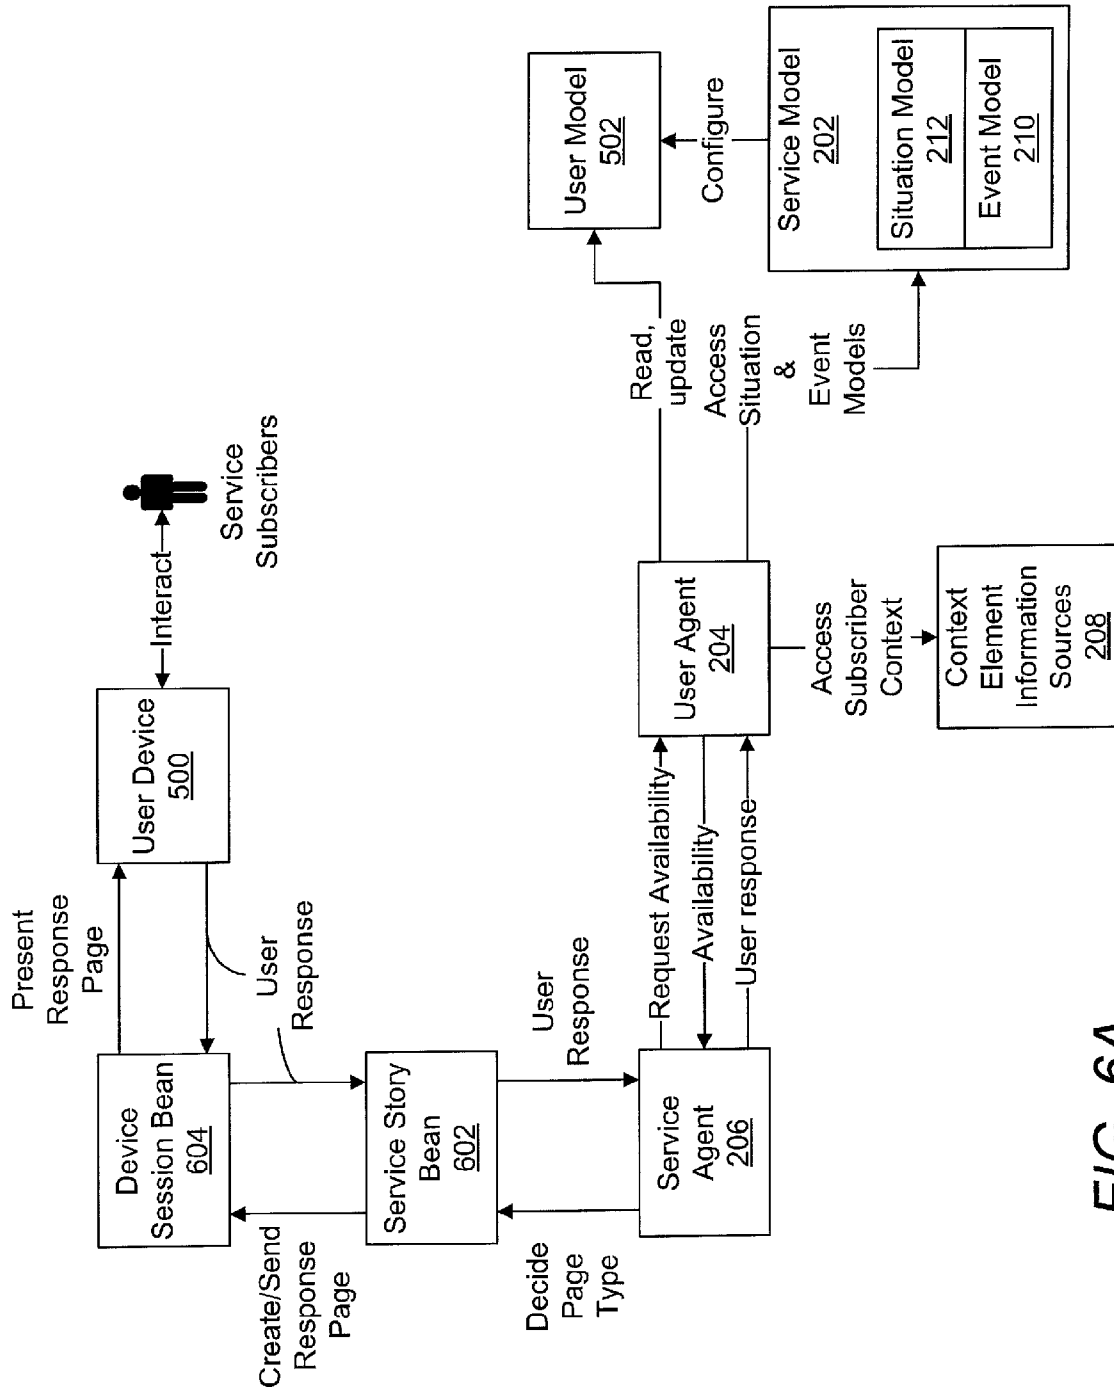 Present
Response
Page
Device
Session Bean
604
User Device
500
Interact
Service
Subscribers
User
Response
Create/Send
Response
Page
Service Story
Bean
602
Decide
Page
Type
User
Response
Service
Agent
206
Request Availability
Availability
User response
User Agent
204
Read,
update
Access
Situation
&
Event
Models
User Model
502
Configure
Service Model
202
Situation Model
212
Event Model
210
Access
Subscriber
Context
Context
Element
Information
Sources
208
FIG. 6A